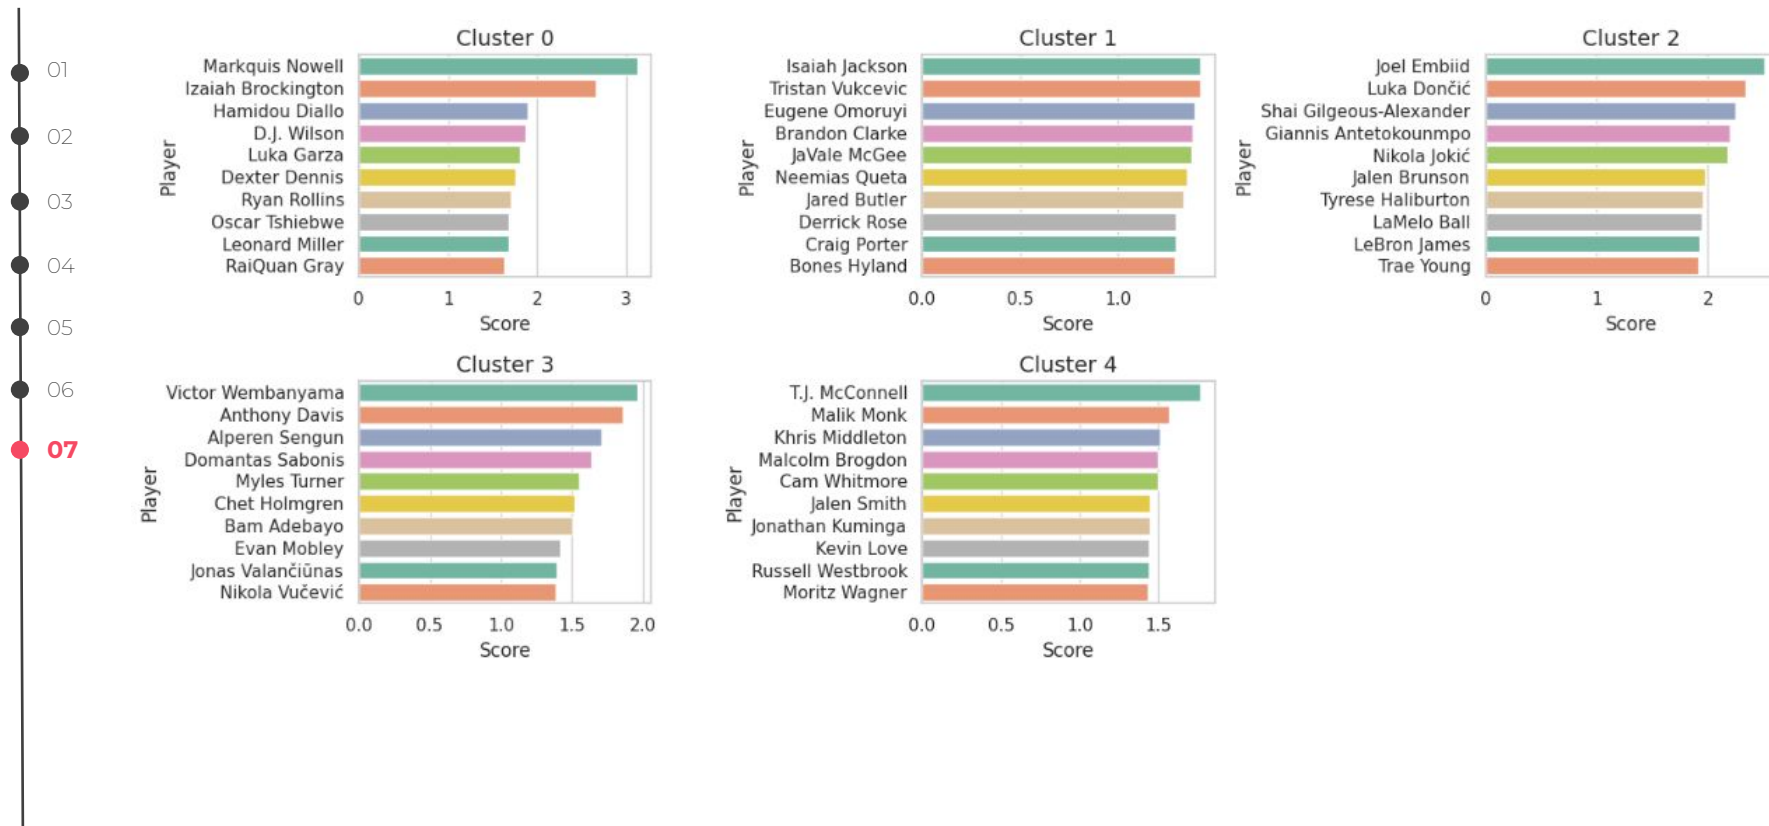 01
02
03
04
05
06
07
Cluster 0
Player
Markquis Nowell
Izaiah Brockington
Hamidou Diallo
D.J. Wilson
Luka Garza
Dexter Dennis
Ryan Rollins
Oscar Tshiebwe
Leonard Miller
RaiQuan Gray
0 1 2 3
Score
Cluster 1
Player
Isaiah Jackson
Tristan Vukcevic
Eugene Omoruyi
Brandon Clarke
JaVale McGee
Neemias Queta
Jared Butler
Derrick Rose
Craig Porter
Bones Hyland
0.0 0.5 1.0
Score
Cluster 2
Player
Joel Embiid
Luka Dončić
Shai Gilgeous-Alexander
Giannis Antetokounmpo
Nikola Jokić
Jalen Brunson
Tyrese Haliburton
LaMelo Ball
LeBron James
Trae Young
0 1 2
Score
Cluster 3
Player
Victor Wembanyama
Anthony Davis
Alperen Sengun
Domantas Sabonis
Myles Turner
Chet Holmgren
Bam Adebayo
Evan Mobley
Jonas Valančiūnas
Nikola Vučević
0.0 0.5 1.0 1.5 2.0
Score
Cluster 4
Player
T.J. McConnell
Malik Monk
Khris Middleton
Malcolm Brogdon
Cam Whitmore
Jalen Smith
Jonathan Kuminga
Kevin Love
Russell Westbrook
Moritz Wagner
0.0 0.5 1.0 1.5
Score